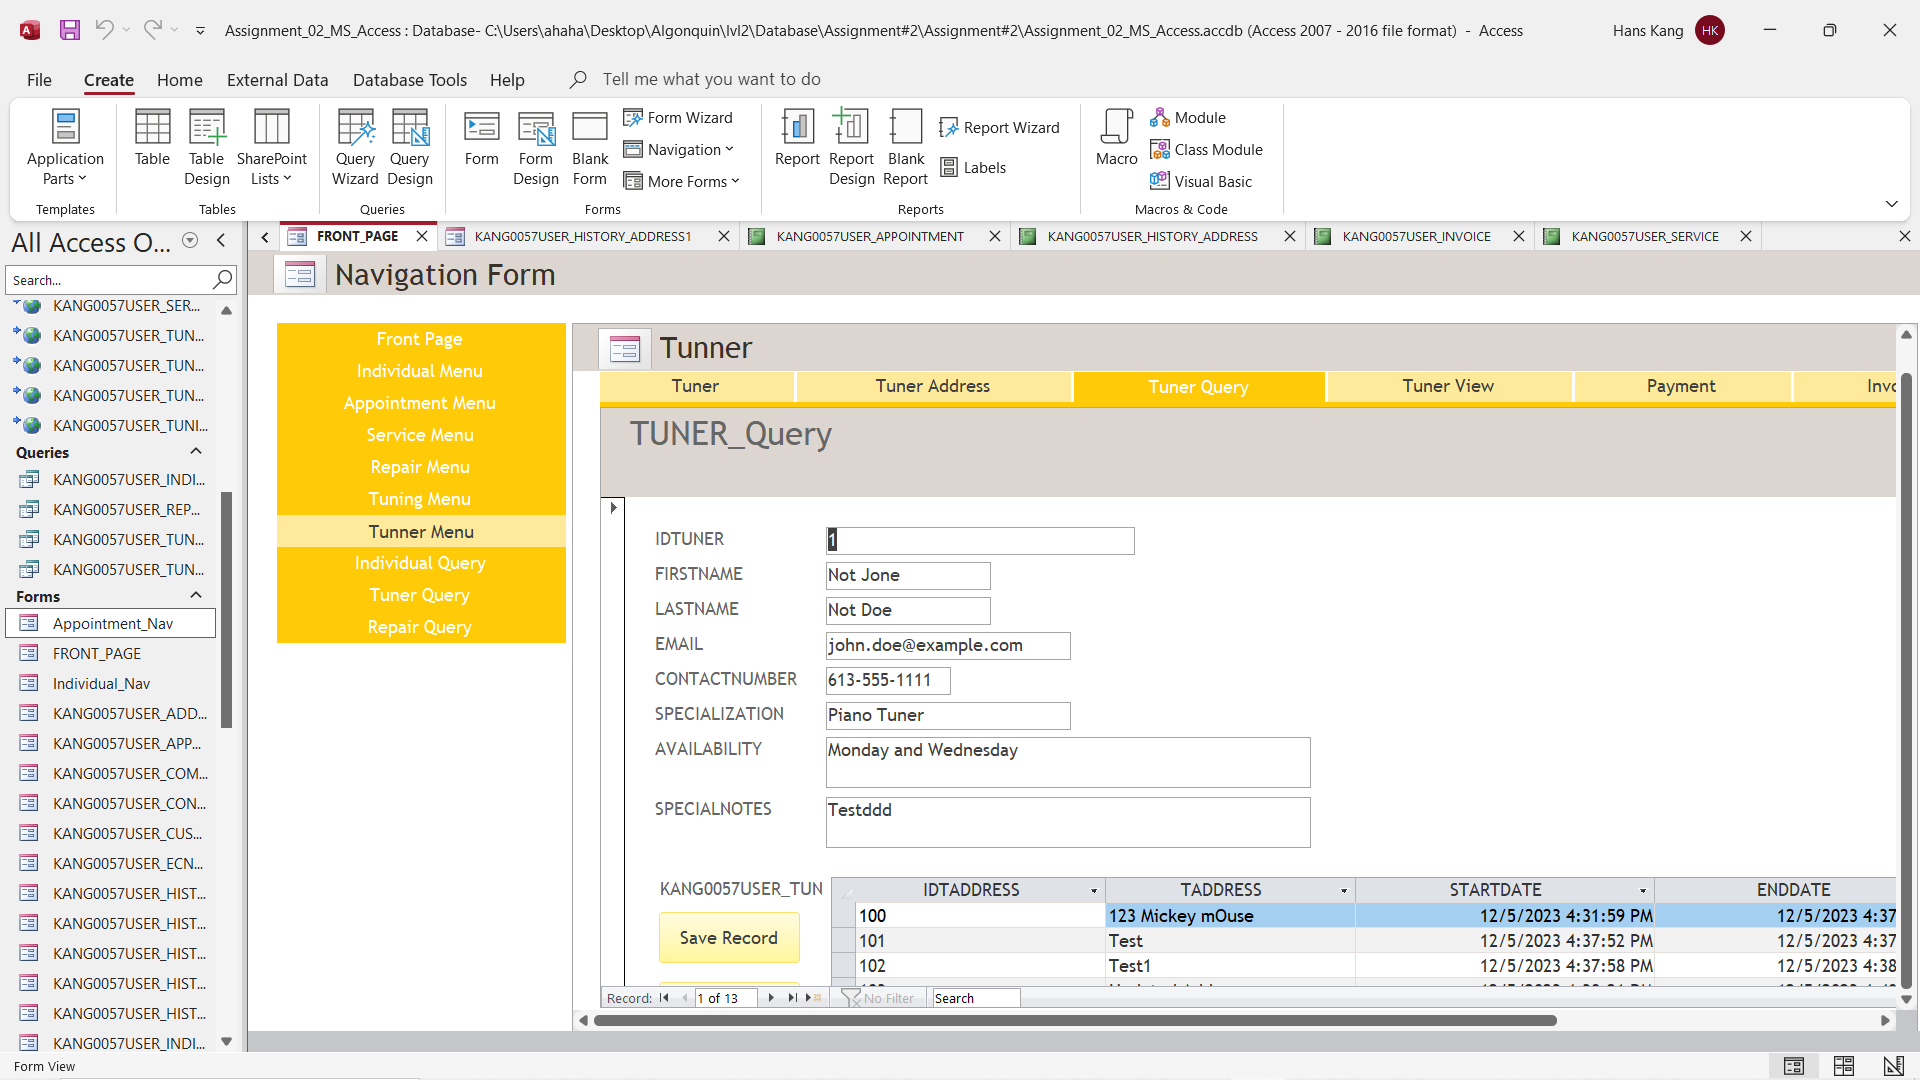 Assignment_02_MS_Access : Database- C:\Users\ahaha\Desktop\Algonquin\lvl2\Database\Assignment#2\Assignment#2\Assignment_02_MS_Access.accdb (Access 2007 - 2016 file format) - Access
Hans Kang HK
File Create Home External Data Database Tools Help Tell me what you want to do
Application Parts
Templates
Table
Table Design
SharePoint Lists
Tables
Query Wizard
Query Design
Queries
Form
Form Design
Blank Form
Form Wizard
Navigation
More Forms
Forms
Report
Report Design
Blank Report
Report Wizard
Labels
Reports
Macro
Module
Class Module
Visual Basic
Macros & Code
All Access O...
Search...
KANG0057USER_SER...
KANG0057USER_TUN...
KANG0057USER_TUN...
KANG0057USER_TUN...
KANG0057USER_TUNI...
Queries
KANG0057USER_INDI...
KANG0057USER_REP...
KANG0057USER_TUN...
KANG0057USER_TUN...
Forms
Appointment_Nav
FRONT_PAGE
Individual_Nav
KANG0057USER_ADD...
KANG0057USER_APP...
KANG0057USER_COM...
KANG0057USER_CON...
KANG0057USER_CUS...
KANG0057USER_ECN...
KANG0057USER_HIST...
KANG0057USER_HIST...
KANG0057USER_HIST...
KANG0057USER_HIST...
KANG0057USER_HIST...
KANG0057USER_INDI...
FRONT_PAGE KANG0057USER_HISTORY_ADDRESS1 KANG0057USER_APPOINTMENT KANG0057USER_HISTORY_ADDRESS KANG0057USER_INVOICE KANG0057USER_SERVICE
Navigation Form
Front Page
Individual Menu
Appointment Menu
Service Menu
Repair Menu
Tuning Menu
Tunner Menu
Individual Query
Tuner Query
Repair Query
Tunner
Tuner Tuner Address Tuner Query Tuner View Payment Invo
TUNER_Query
IDTUNER 1
FIRSTNAME Not Jone
LASTNAME Not Doe
EMAIL john.doe@example.com
CONTACTNUMBER 613-555-1111
SPECIALIZATION Piano Tuner
AVAILABILITY Monday and Wednesday
SPECIALNOTES Testddd
KANG0057USER_TUN
Save Record
IDTADDRESS TADDRESS STARTDATE ENDDATE
100 123 Mickey mOuse 12/5/2023 4:31:59 PM 12/5/2023 4:37
101 Test 12/5/2023 4:37:52 PM 12/5/2023 4:37
102 Test1 12/5/2023 4:37:58 PM 12/5/2023 4:38
Record: 1 of 13 No Filter Search
Form View